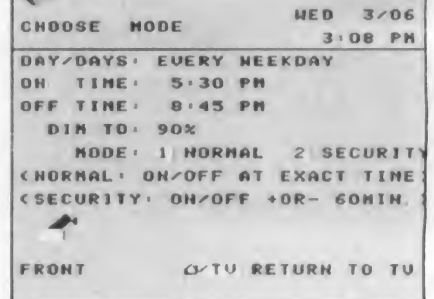 WED 3/06
CHOOSE MODE
3:08 PM
DAY/DAYS: EVERY WEEKDAY
ON TIME: 5:30 PM
OFF TIME: 8:45 PM
DIM TO: 90%
MODE: 1 NORMAL 2 SECURITY
(NORMAL: ON/OFF AT EXACT TIME)
(SECURITY: ON/OFF +OR- 60MIN.)
FRONT /TV RETURN TO TV